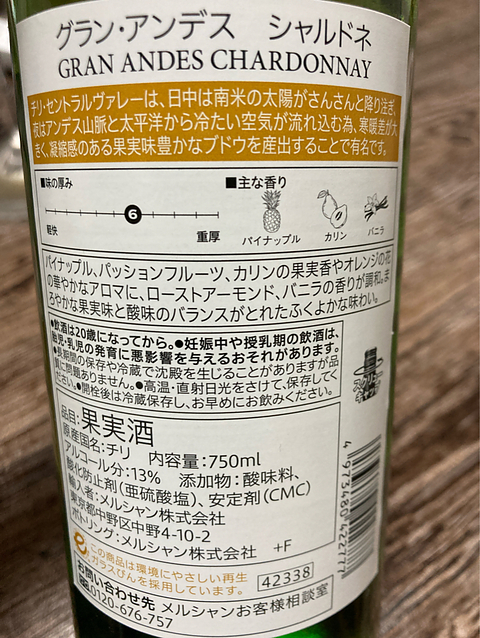 グラン・アンデス シャルドネ
GRAN ANDES CHARDONNAY
チリ・セントラルヴァレーは、日中は南米の太陽がさんさんと降り注ぎ、
夜はアンデス山脈と太平洋から冷たい空気が流れ込む為、寒暖差が大
きく、凝縮感のある果実味豊かなブドウを産出することで有名です。
■味の厚み
■主な香り
6
軽快
重厚
パイナップル
カリン
バニラ
パイナップル、パッションフルーツ、カリンの果実香やオレンジの花
の華やかなアロマに、ローストアーモンド、バニラの香りが調和。ま
ろやかな果実味と酸味のバランスがとれたふくよかな味わい。
●飲酒は20歳になってから。●妊娠中や授乳期の飲酒は、
胎児・乳児の発育に悪影響を与えるおそれがあります。
●長期間の保存や冷蔵で沈殿を生じることがありますが品
質に問題ありません。●高温・直射日光をさけて、保存してく
ださい。●開栓後は冷蔵保存し、お早めにお飲みください。
品目:果実酒
原産国名:チリ 内容量:750ml
アルコール分:13% 添加物:酸味料、
酸化防止剤(亜硫酸塩)、安定剤(CMC)
輸入者:メルシャン株式会社
東京都中野区中野4-10-2
ボトリング:メルシャン株式会社 +F
この商品は環境にやさしい再生
ガラスびんを採用しています。
42338
お問い合わせ先 メルシャンお客様相談室
0120-676-757